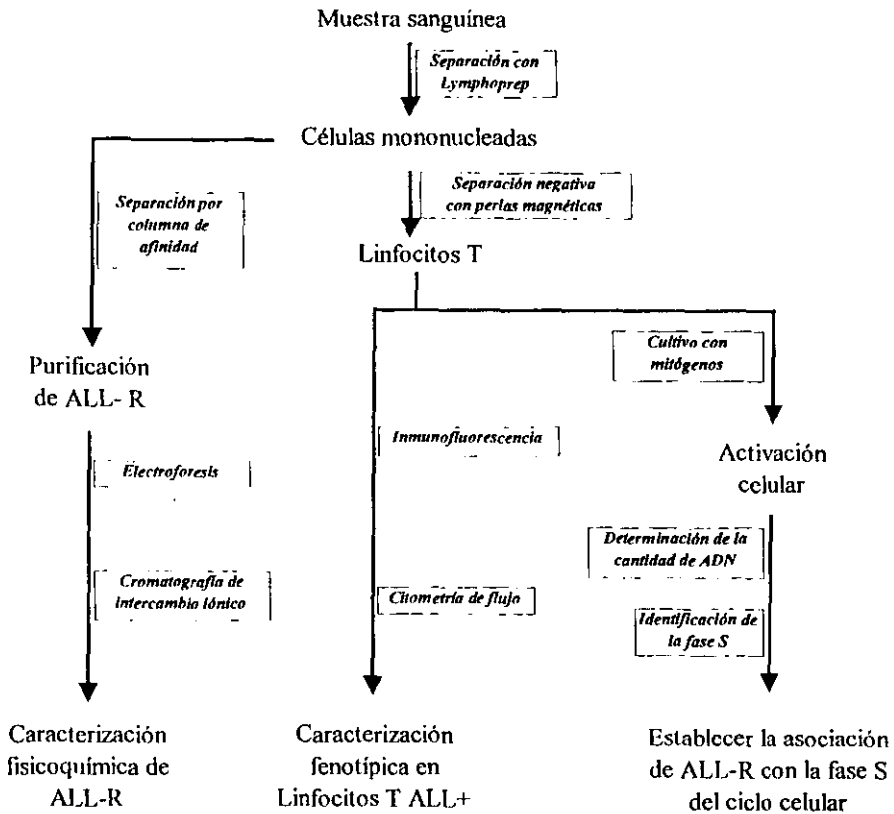 Muestra sanguínea
Separación con
Lymphoprep
Células mononucleadas
Separación por
columna de
afinidad
Separación negativa
con perlas magnéticas
Linfocitos T
Purificación
de ALL- R
Cultivo con
mitógenos
Electroforesis
Inmunofluorescencia
Activación
celular
Determinación de la
cantidad de ADN
Cromatografía de
intercambio iónico
Citometría de flujo
Identificación de
la fase S
Caracterización
fisicoquímica de
ALL-R
Caracterización
fenotípica en
Linfocitos T ALL+
Establecer la asociación
de ALL-R con la fase S
del ciclo celular